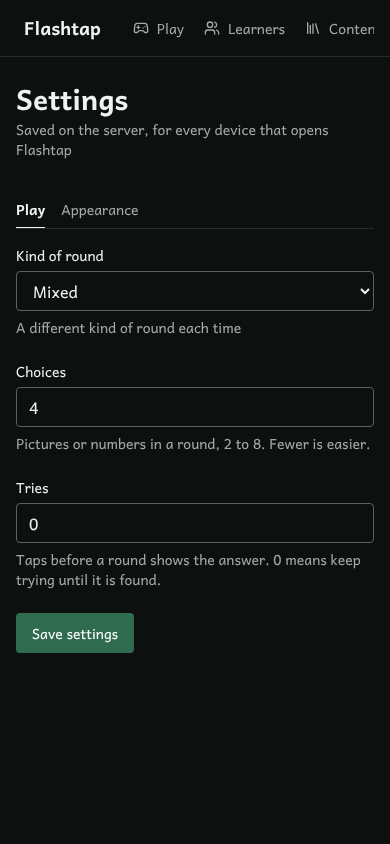 Flashtap Play Learners Conten
Settings
Saved on the server, for every device that opens
Flashtap
Play Appearance
Kind of round
Mixed
A different kind of round each time
Choices
4
Pictures or numbers in a round, 2 to 8. Fewer is easier.
Tries
0
Taps before a round shows the answer. 0 means keep
trying until it is found.
Save settings